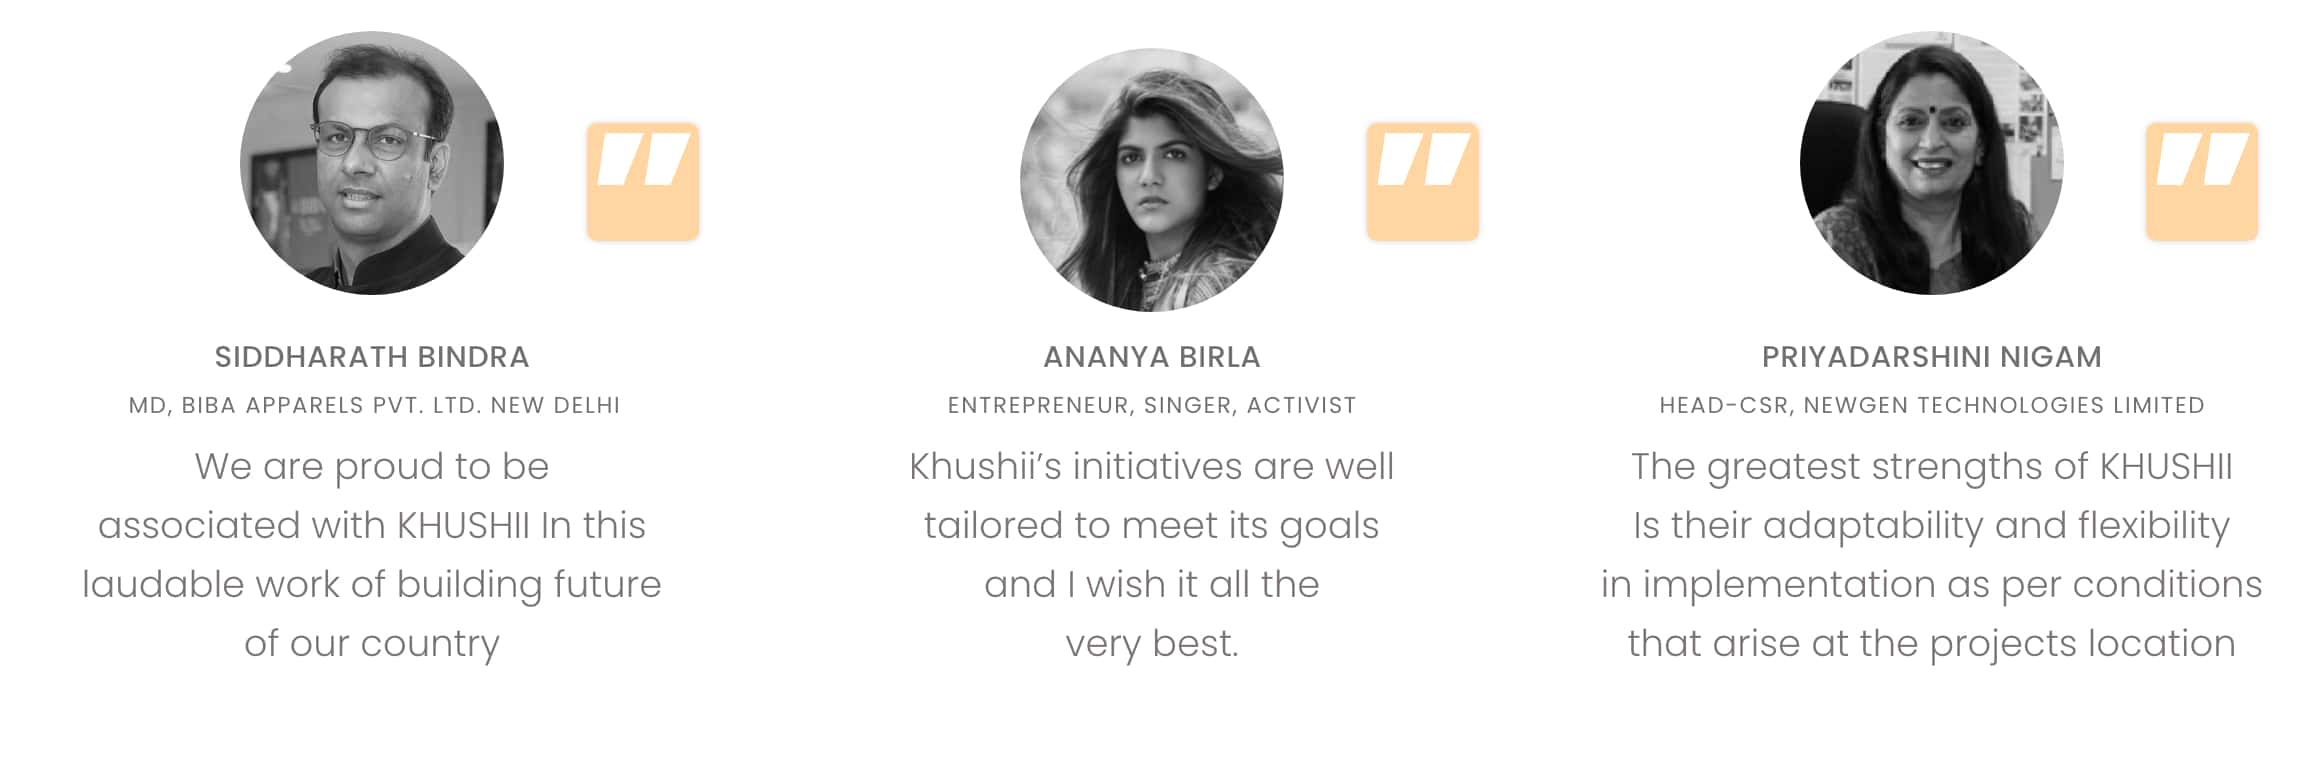 SIDDHARATH BINDRA
MD, BIBA APPARELS PVT. LTD. NEW DELHI
We are proud to be
associated with KHUSHII In this
laudable work of building future
of our country
ANANYA BIRLA
ENTREPRENEUR, SINGER, ACTIVIST
Khushii’s initiatives are well
tailored to meet its goals
and I wish it all the
very best.
PRIYADARSHINI NIGAM
HEAD-CSR, NEWGEN TECHNOLOGIES LIMITED
The greatest strengths of KHUSHII
Is their adaptability and flexibility
in implementation as per conditions
that arise at the projects location